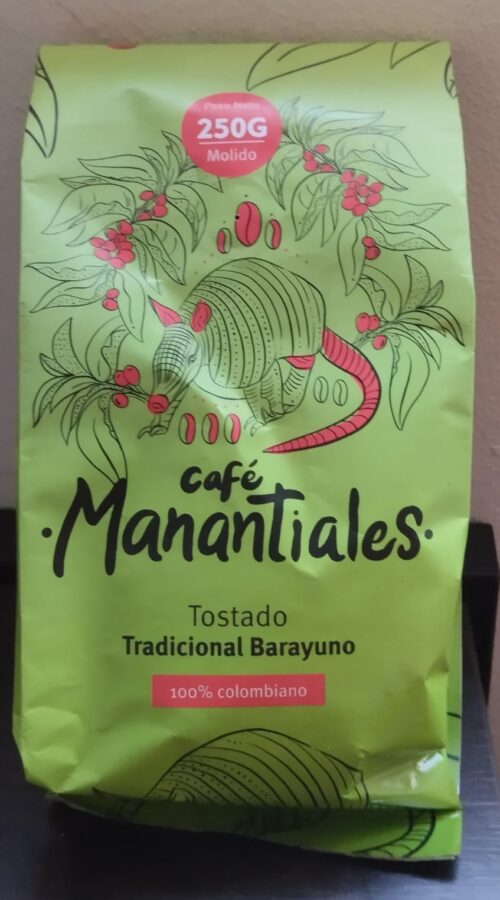 Peso Neto
250G
Molido
café
·Manantiales·
Tostado
Tradicional Barayuno
100% colombiano